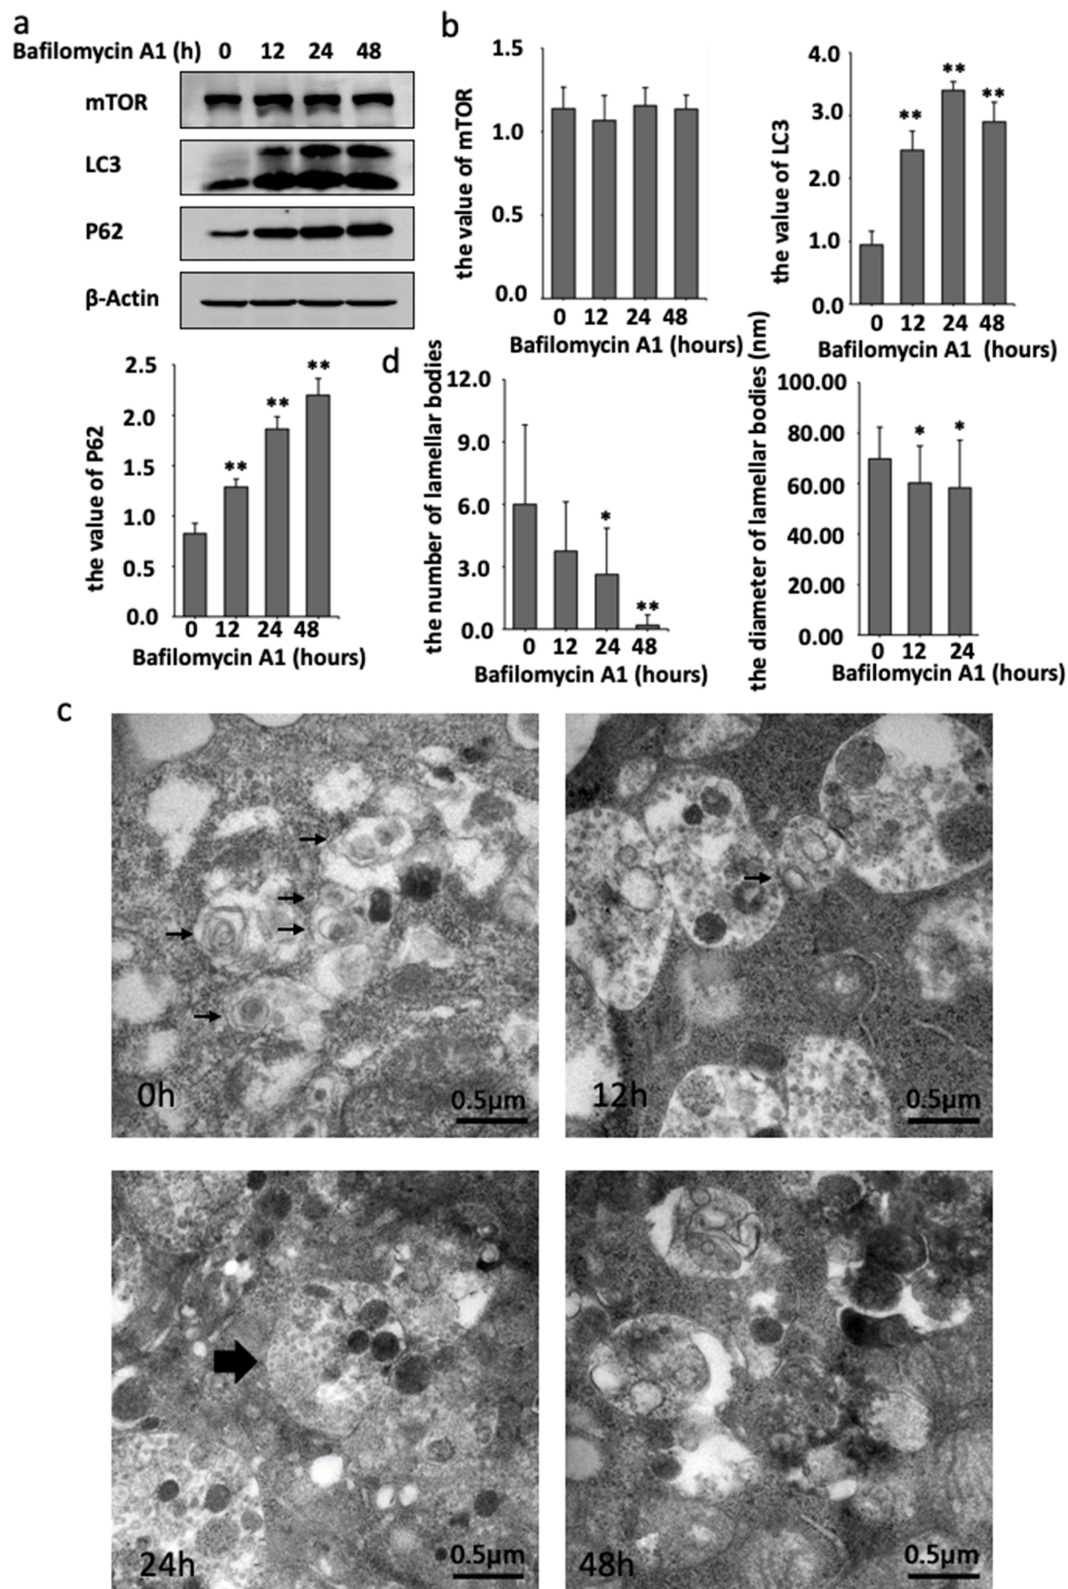 a
Bafilomycin A1 (h) 0 12 24 48
mTOR
LC3
P62
β-Actin
b
the value of mTOR
1.5
1.0
0.5
0.0
0 12 24 48
Bafilomycin A1 (hours)
the value of LC3
4.0
3.0
2.0
1.0
0.0
** ** **
0 12 24 48
Bafilomycin A1 (hours)
the value of P62
2.5
2.0
1.5
1.0
0.5
0.0
** ** **
0 12 24 48
Bafilomycin A1 (hours)
d
the number of lamellar bodies
12.0
9.0
6.0
3.0
0.0
* **
0 12 24 48
Bafilomycin A1 (hours)
the diameter of lamellar bodies (nm)
100.00
80.00
60.00
40.00
20.00
0.00
* *
0 12 24
Bafilomycin A1 (hours)
c
0h 0.5μm
12h 0.5μm
24h 0.5μm
48h 0.5μm